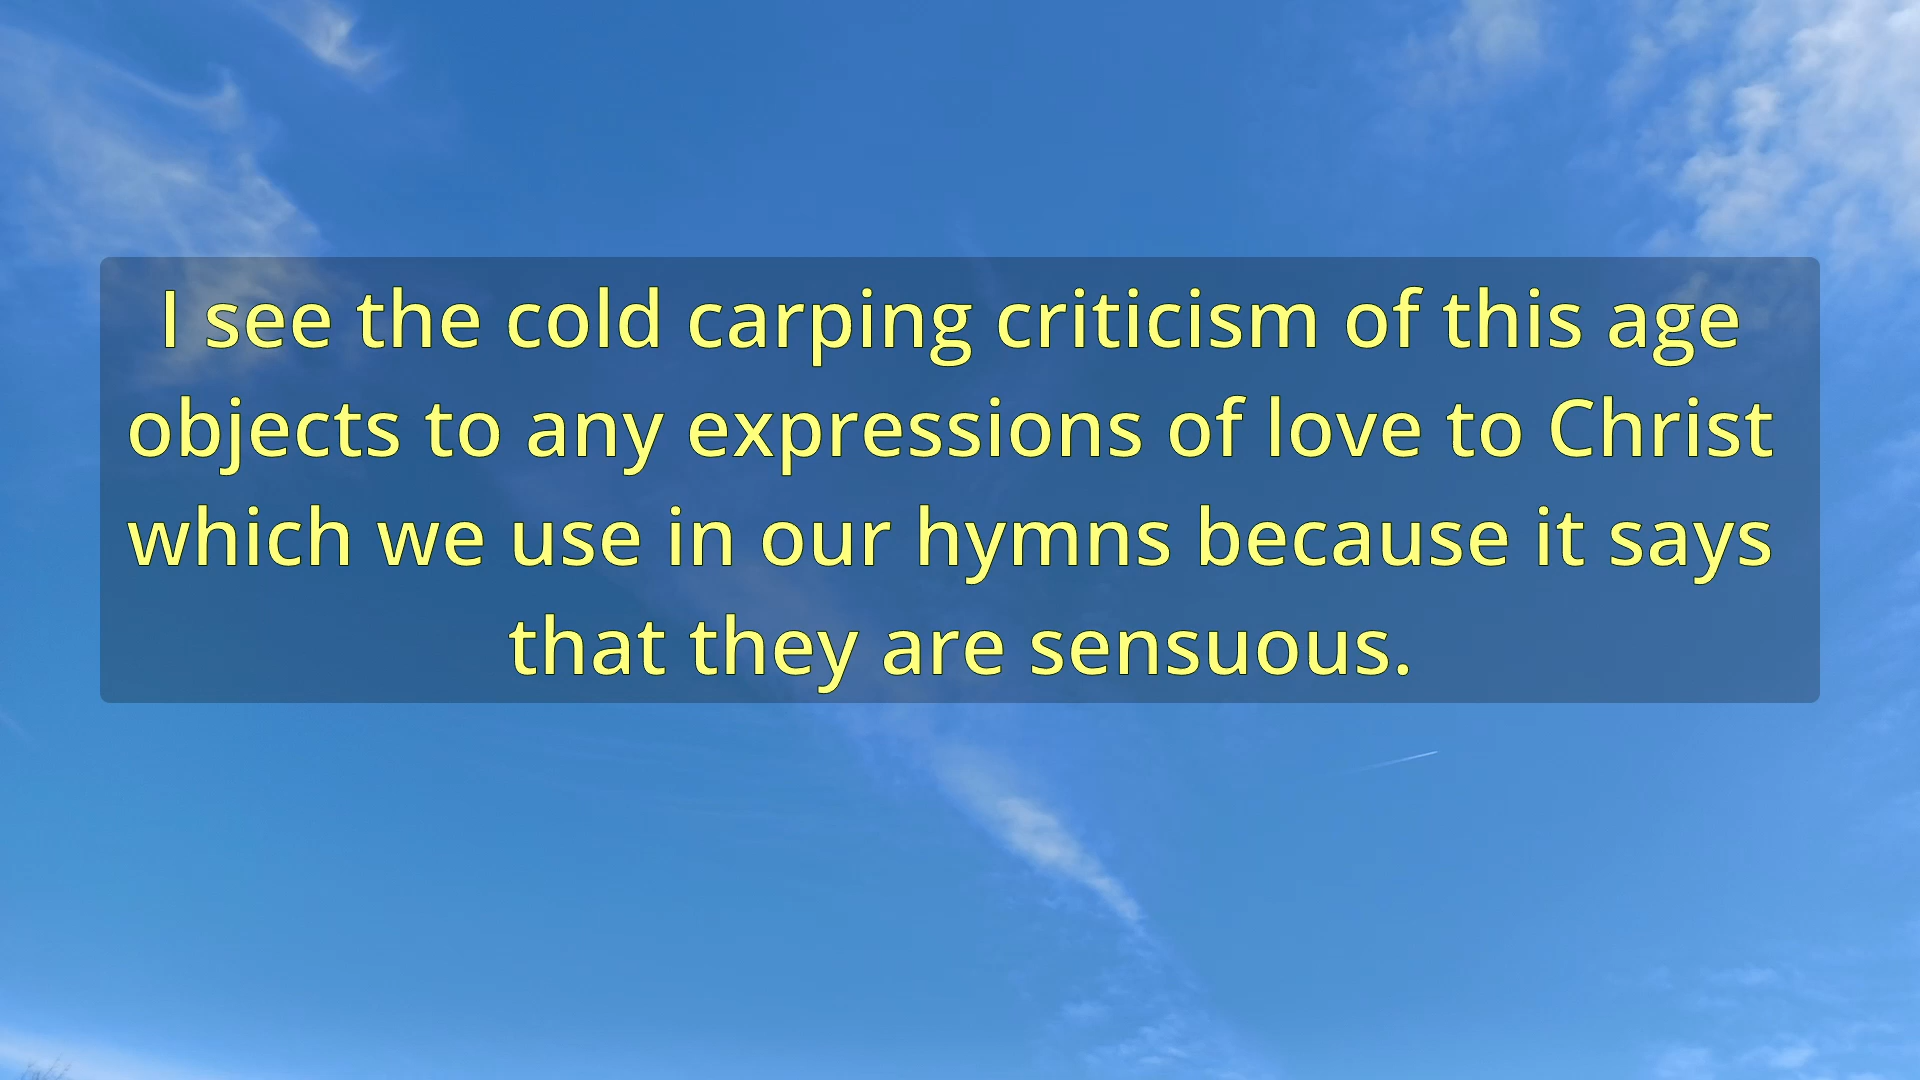 I see the cold carping criticism of this age
objects to any expressions of love to Christ
which we use in our hymns because it says
that they are sensuous.